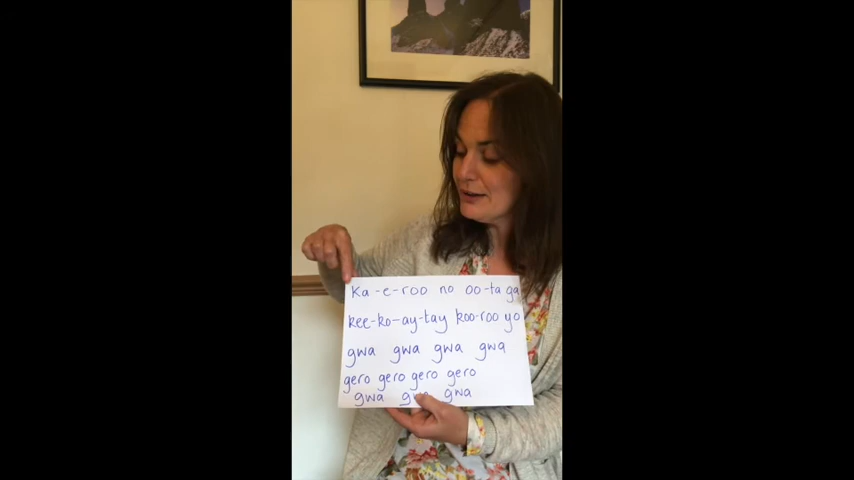 Ka-e-roo no oo-ta ga
kee-ko-ay-tay koo-roo yo
gwa gwa gwa gwa
gero gero gero gero
gwa gwa